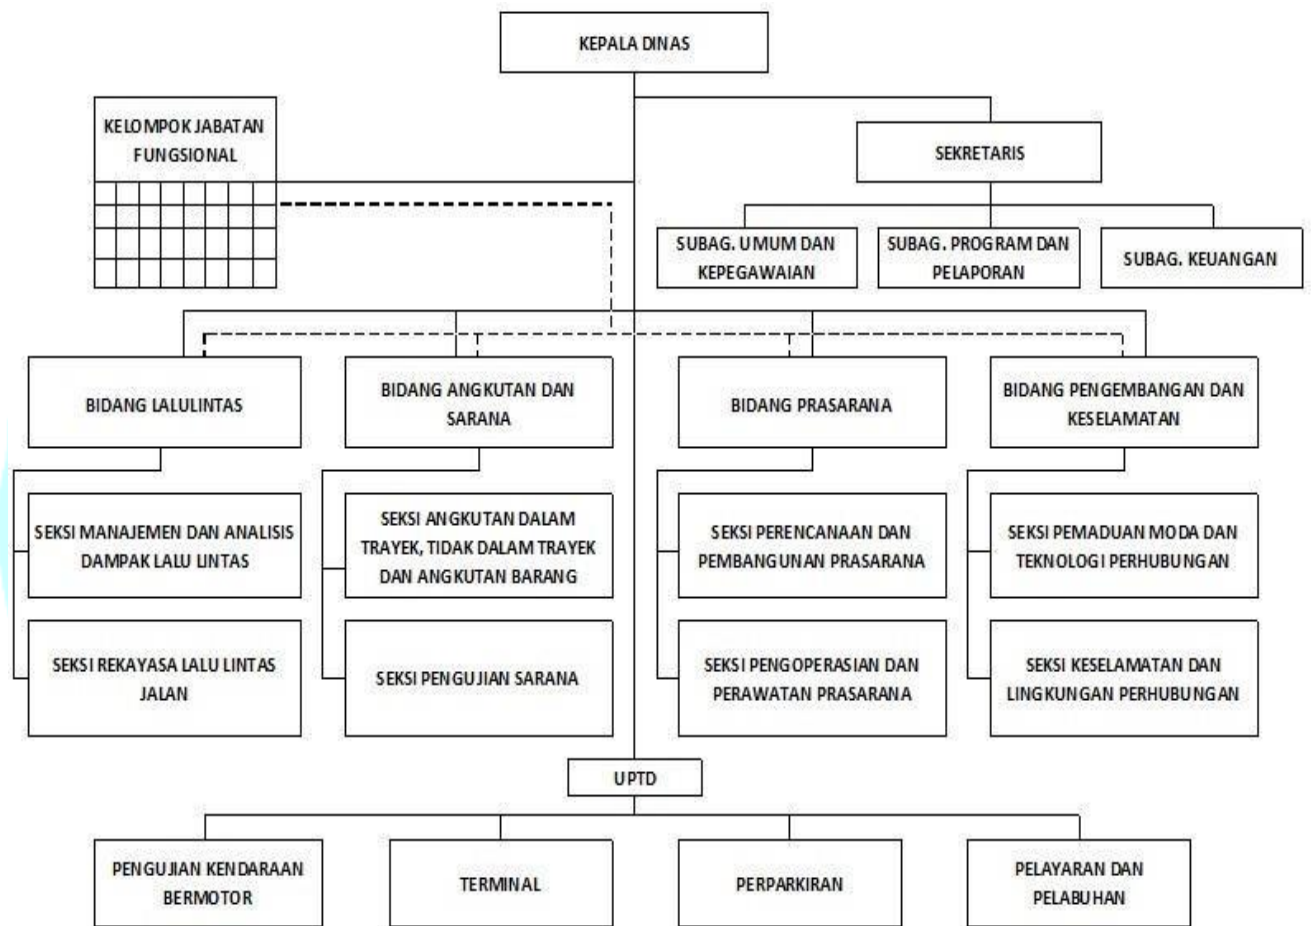 KEPALA DINAS
KELOMPOK JABATAN
FUNGSIONAL
SEKRETARIS
SUBAG. UMUM DAN
KEPEGAWAIAN
SUBAG. PROGRAM DAN
PELAPORAN
SUBAG. KEUANGAN
BIDANG LALULINTAS
BIDANG ANGKUTAN DAN
SARANA
BIDANG PRASARANA
BIDANG PENGEMBANGAN DAN
KESELAMATAN
SEKSI MANAJEMEN DAN ANALISIS
DAMPAK LALU LINTAS
SEKSI ANGKUTAN DALAM
TRAYEK, TIDAK DALAM TRAYEK
DAN ANGKUTAN BARANG
SEKSI PERENCANAAN DAN
PEMBANGUNAN PRASARANA
SEKSI PEMADUAN MODA DAN
TEKNOLOGI PERHUBUNGAN
SEKSI REKAYASA LALU LINTAS
JALAN
SEKSI PENGUJIAN SARANA
SEKSI PENGOPERASIAN DAN
PERAWATAN PRASARANA
SEKSI KESELAMATAN DAN
LINGKUNGAN PERHUBUNGAN
UPTD
PENGUJIAN KENDARAAN
BERMOTOR
TERMINAL
PERPARKIRAN
PELAYARAN DAN
PELABUHAN